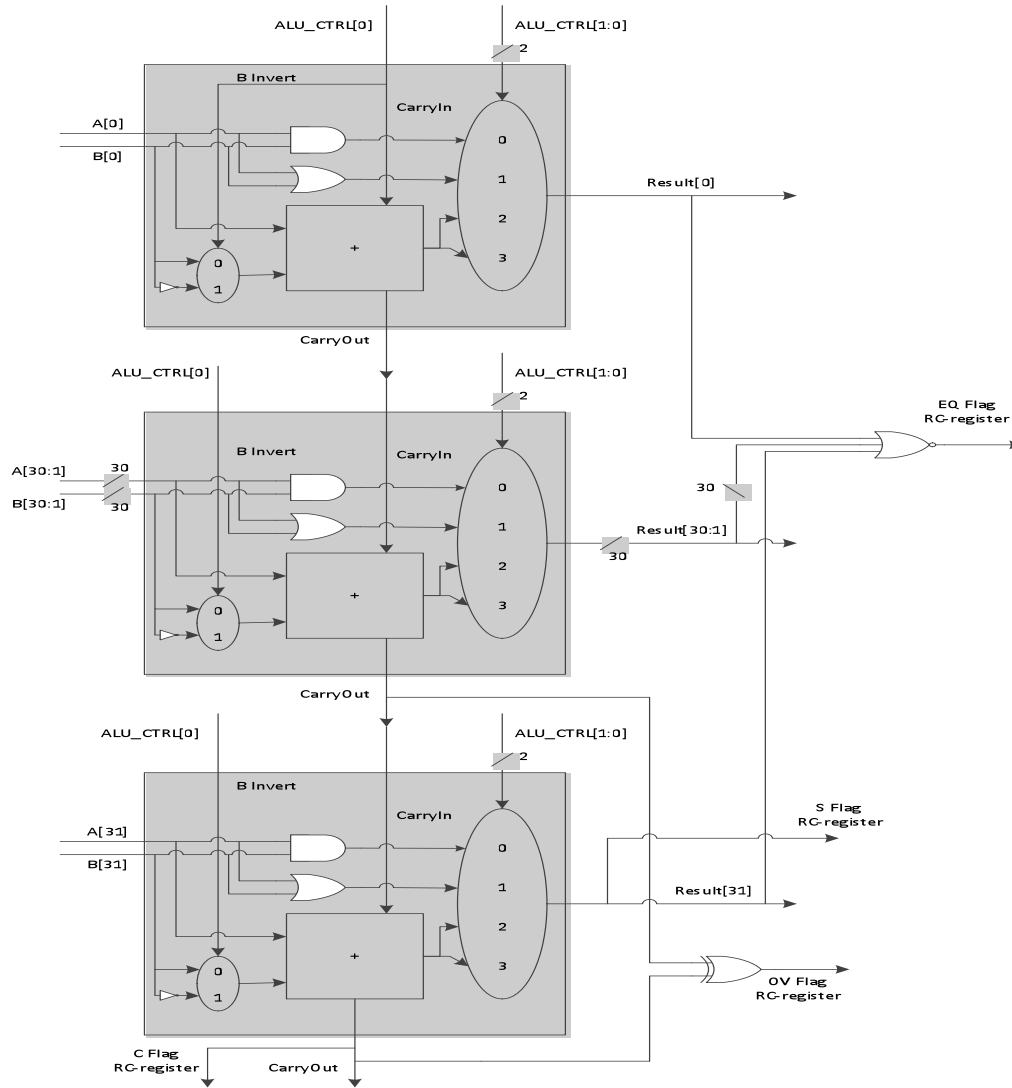 ALU_CTRL[0]
ALU_CTRL[1:0]
2
B Invert
CarryIn
A[0]
B[0]
0
1
2
3
+
0
1
Result[0]
CarryOut
ALU_CTRL[0]
ALU_CTRL[1:0]
2
B Invert
CarryIn
A[30:1]
30
B[30:1]
30
0
1
2
3
+
0
1
Result[30:1]
30
30
EQ Flag
RC-register
CarryOut
ALU_CTRL[0]
ALU_CTRL[1:0]
2
B Invert
CarryIn
A[31]
B[31]
0
1
2
3
+
0
1
S Flag
RC-register
Result[31]
OV Flag
RC-register
C Flag
RC-register
CarryOut